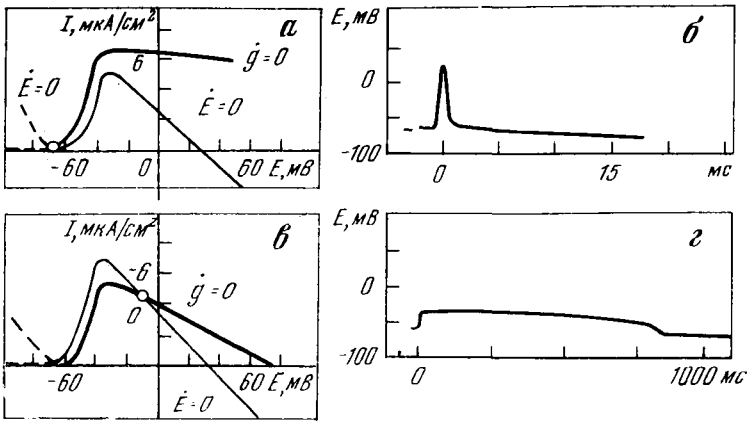 I, мкА/см² а
6
ġ=0
Ė=0
Ė=0
-60 0 60 E, мВ
E, мВ б
0
-100
0 15 мс
I, мкА/см² в
-6
ġ=0
0
-60 60 E, мВ
Ė=0
E, мВ г
0
-100
0 1000 мс